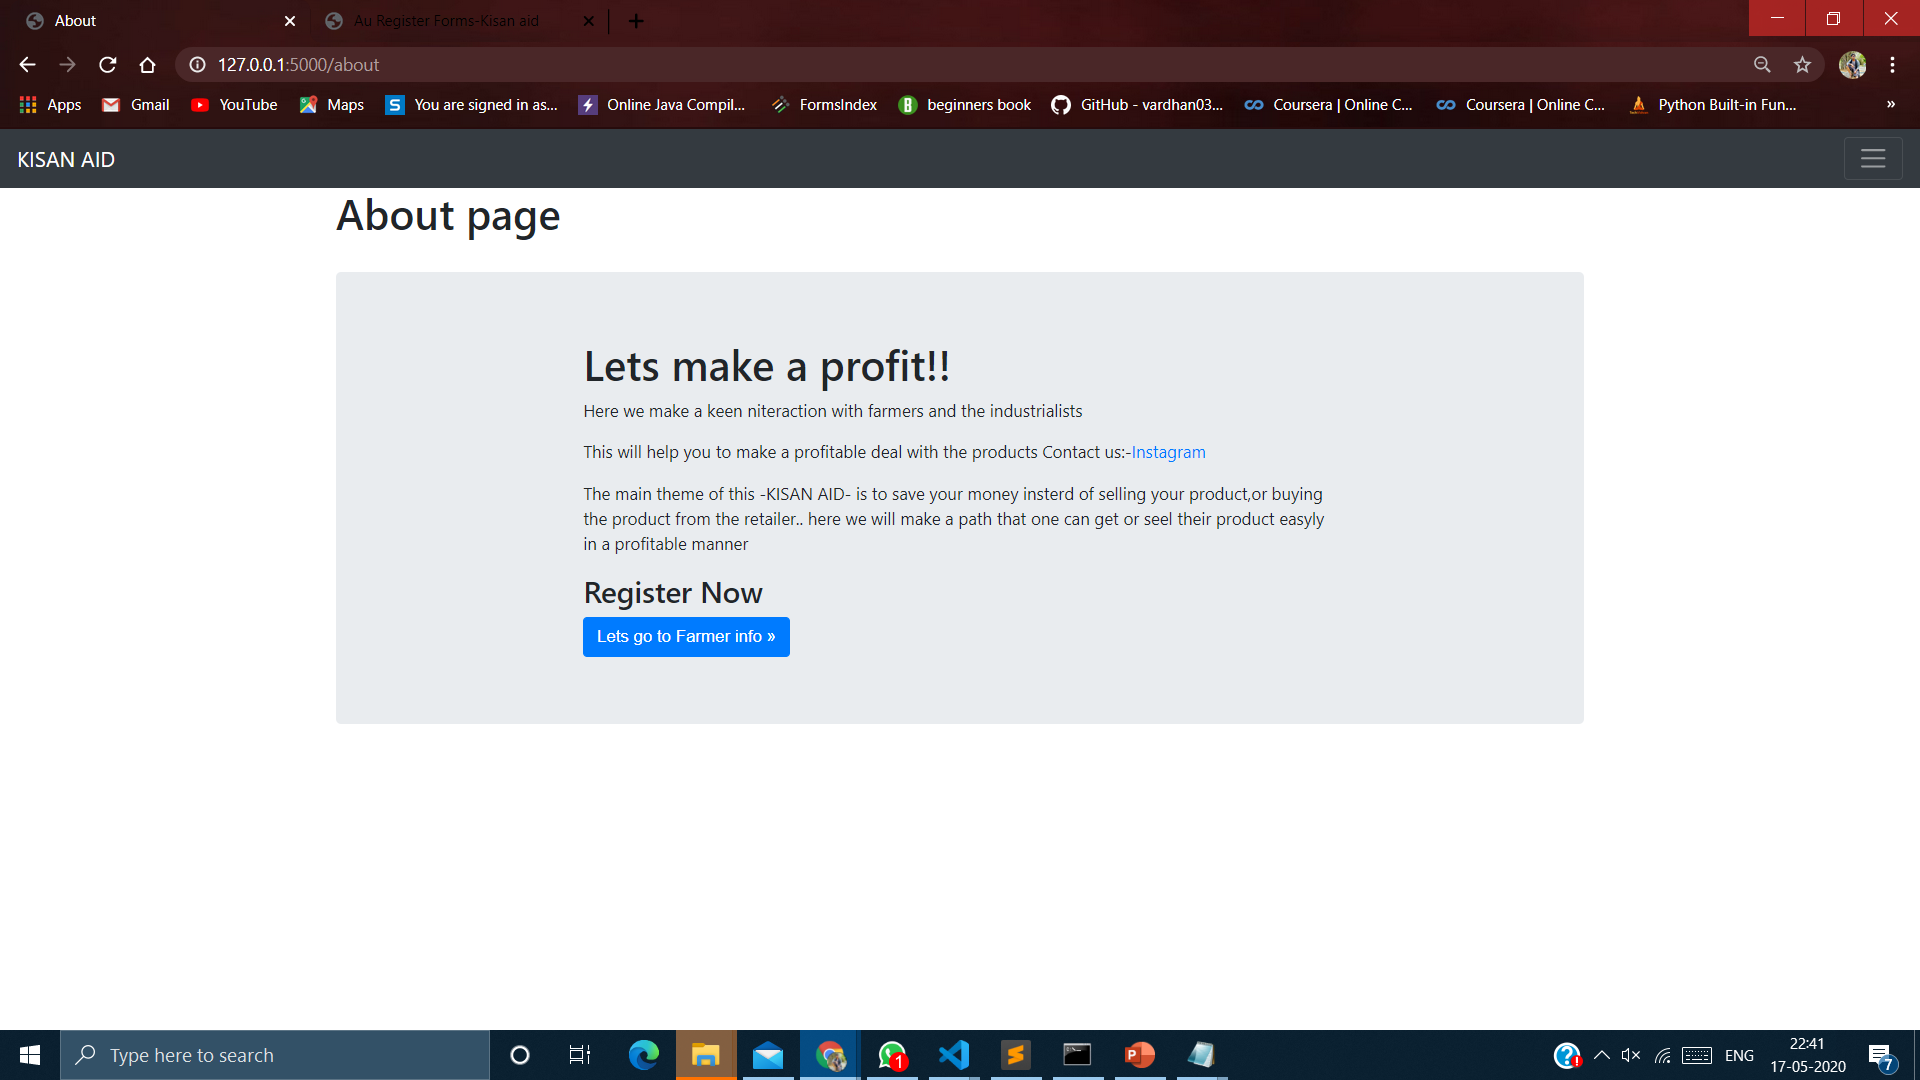 About
Au Register Forms-Kisan aid
127.0.0.1:5000/about
Apps
Gmail
YouTube
Maps
S
You are signed in as...
Online Java Compil...
FormsIndex
B
beginners book
GitHub - vardhan03...
Coursera | Online C...
Coursera | Online C...
Python Built-in Fun...
»
KISAN AID
About page
Lets make a profit!!
Here we make a keen niteraction with farmers and the industrialists
This will help you to make a profitable deal with the products Contact us:-Instagram
The main theme of this -KISAN AID- is to save your money insterd of selling your product,or buying
the product from the retailer.. here we will make a path that one can get or seel their product easyly
in a profitable manner
Register Now
Lets go to Farmer info »
Type here to search
1
ENG
22:41
17-05-2020
7